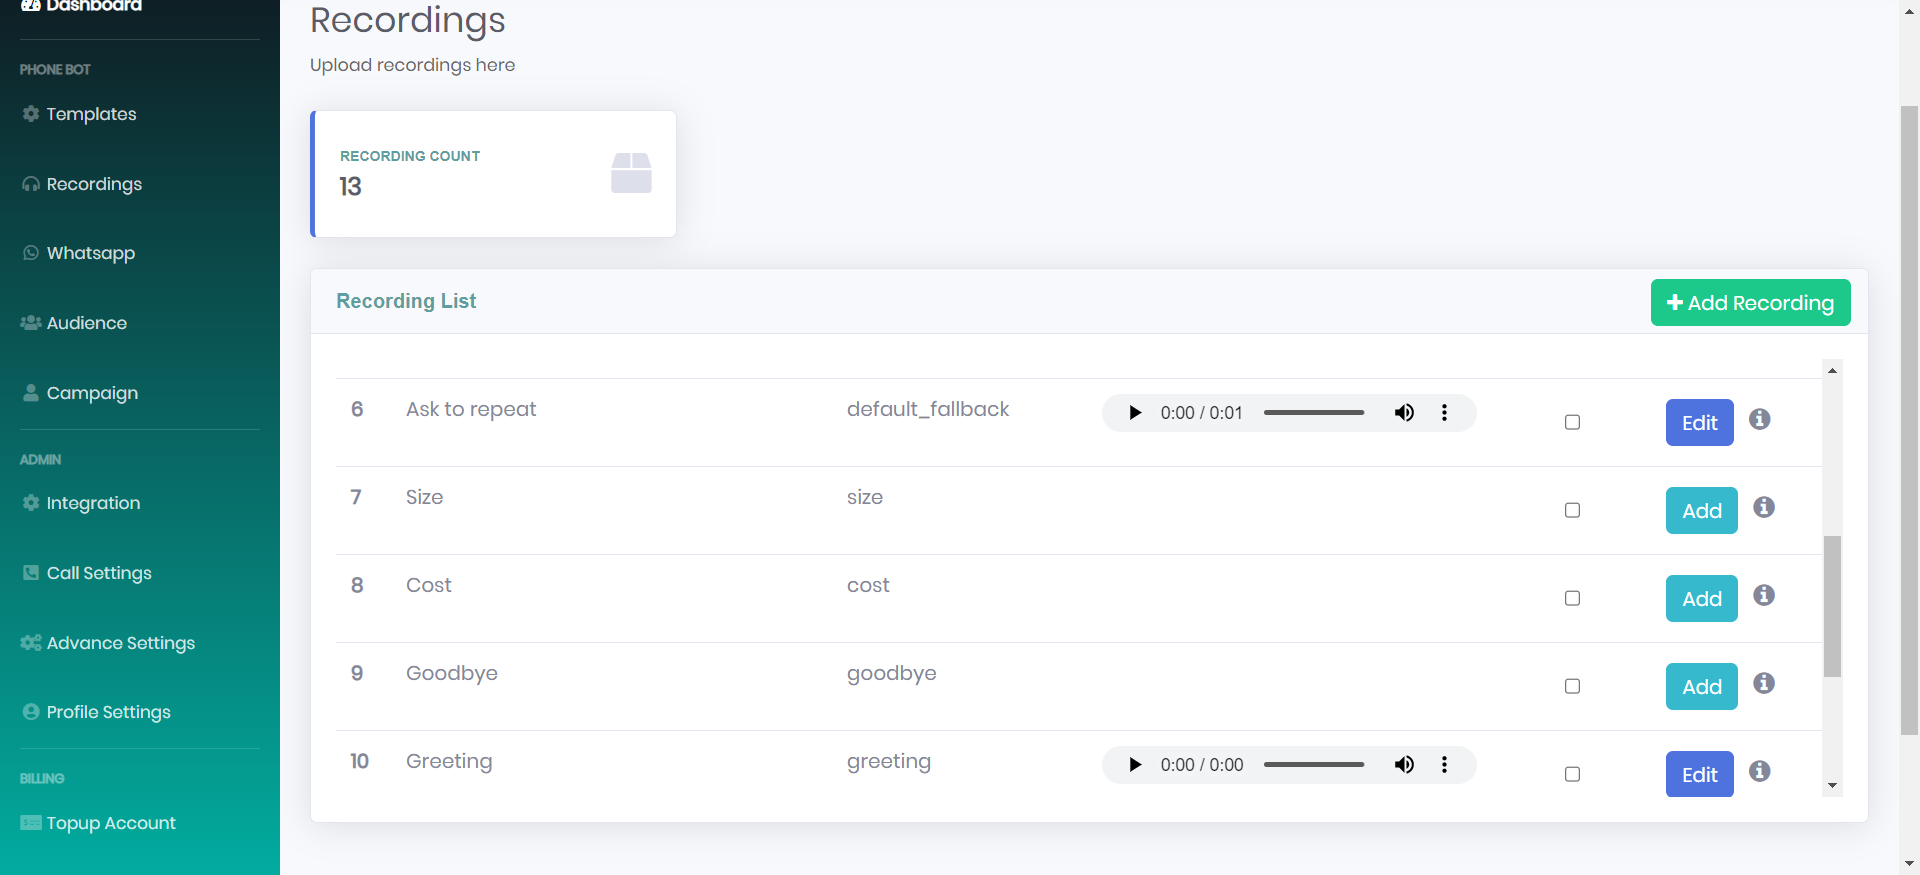 Dashboard
PHONE BOT
Templates
Recordings
Whatsapp
Audience
Campaign
ADMIN
Integration
Call Settings
Advance Settings
Profile Settings
BILLING
Topup Account
Recordings
Upload recordings here
RECORDING COUNT
13
Recording List
Add Recording
6 Ask to repeat default_fallback 0:00 / 0:01 Edit
7 Size size Add
8 Cost cost Add
9 Goodbye goodbye Add
10 Greeting greeting 0:00 / 0:00 Edit